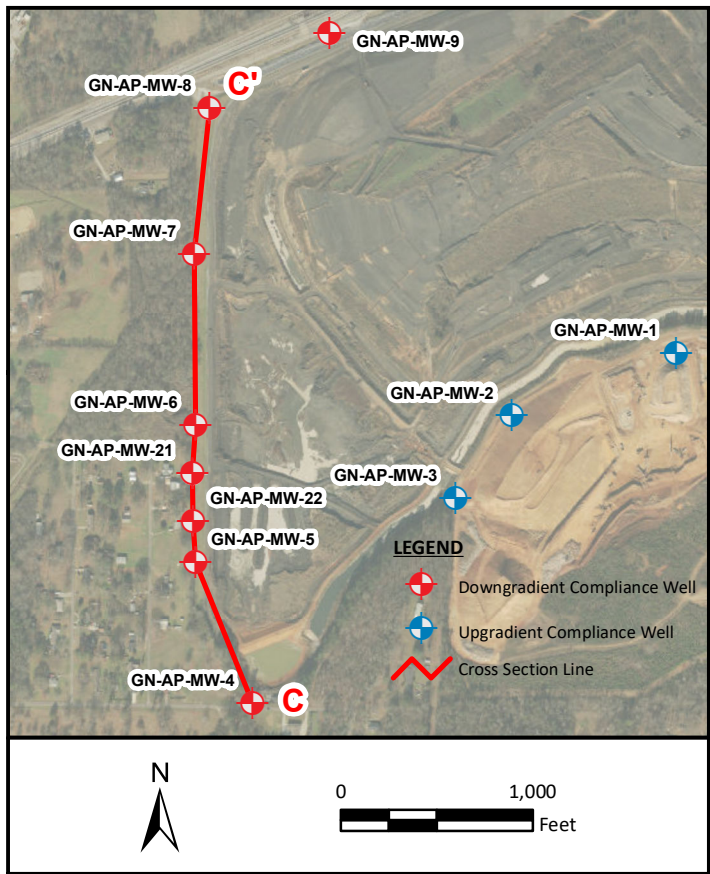 GN-AP-MW-9
GN-AP-MW-8
C'
GN-AP-MW-7
GN-AP-MW-1
GN-AP-MW-2
GN-AP-MW-6
GN-AP-MW-21
GN-AP-MW-3
GN-AP-MW-22
GN-AP-MW-5
LEGEND
Downgradient Compliance Well
Upgradient Compliance Well
Cross Section Line
GN-AP-MW-4
C
N
0 1,000
Feet